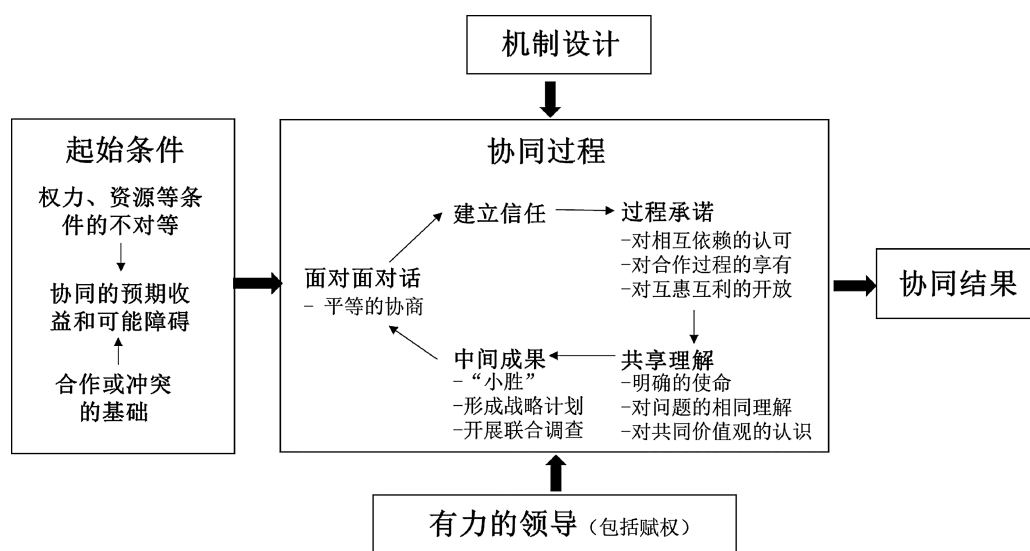 机制设计
起始条件
权力、资源等条
件的不对等
协同的预期收
益和可能障碍
合作或冲突
的基础
协同过程
建立信任
过程承诺
-对相互依赖的认可
-对合作过程的享有
-对互惠互利的开放
面对面对话
- 平等的协商
中间成果
-“小胜”
-形成战略计划
-开展联合调查
共享理解
-明确的使命
-对问题的相同理解
-对共同价值观的认识
协同结果
有力的领导（包括赋权）